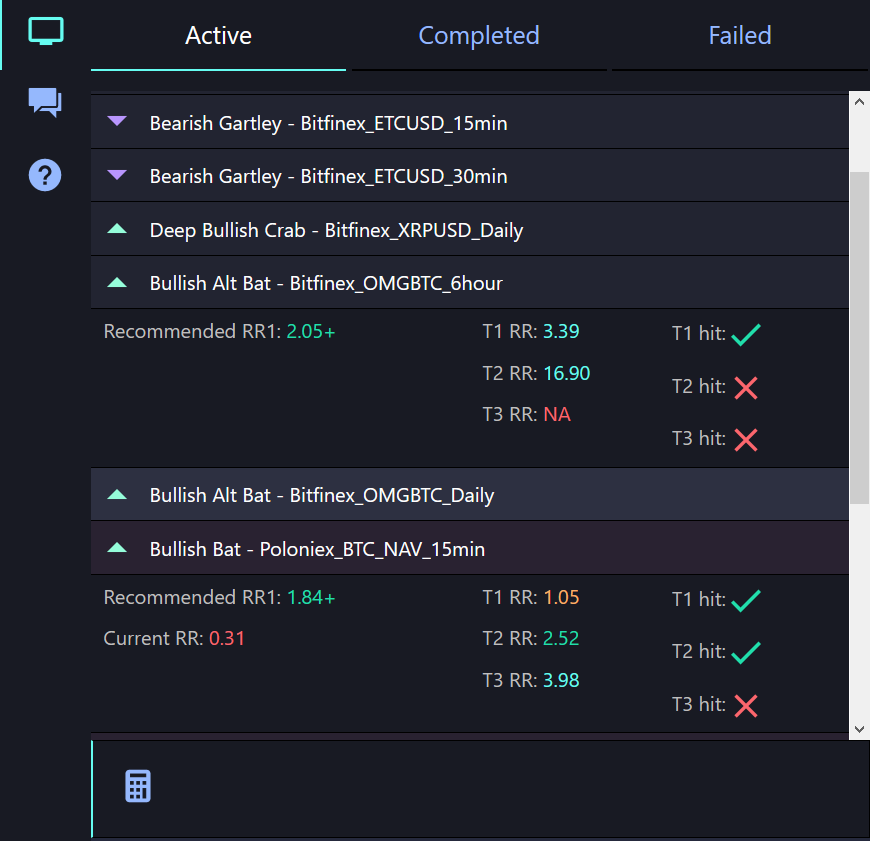 Active Completed Failed
Bearish Gartley - Bitfinex_ETCUSD_15min
Bearish Gartley - Bitfinex_ETCUSD_30min
Deep Bullish Crab - Bitfinex_XRPUSD_Daily
Bullish Alt Bat - Bitfinex_OMGBTC_6hour
Recommended RR1: 2.05+ T1 RR: 3.39 T1 hit:
T2 RR: 16.90 T2 hit:
T3 RR: NA T3 hit:
Bullish Alt Bat - Bitfinex_OMGBTC_Daily
Bullish Bat - Poloniex_BTC_NAV_15min
Recommended RR1: 1.84+ T1 RR: 1.05 T1 hit:
Current RR: 0.31 T2 RR: 2.52 T2 hit:
T3 RR: 3.98 T3 hit: